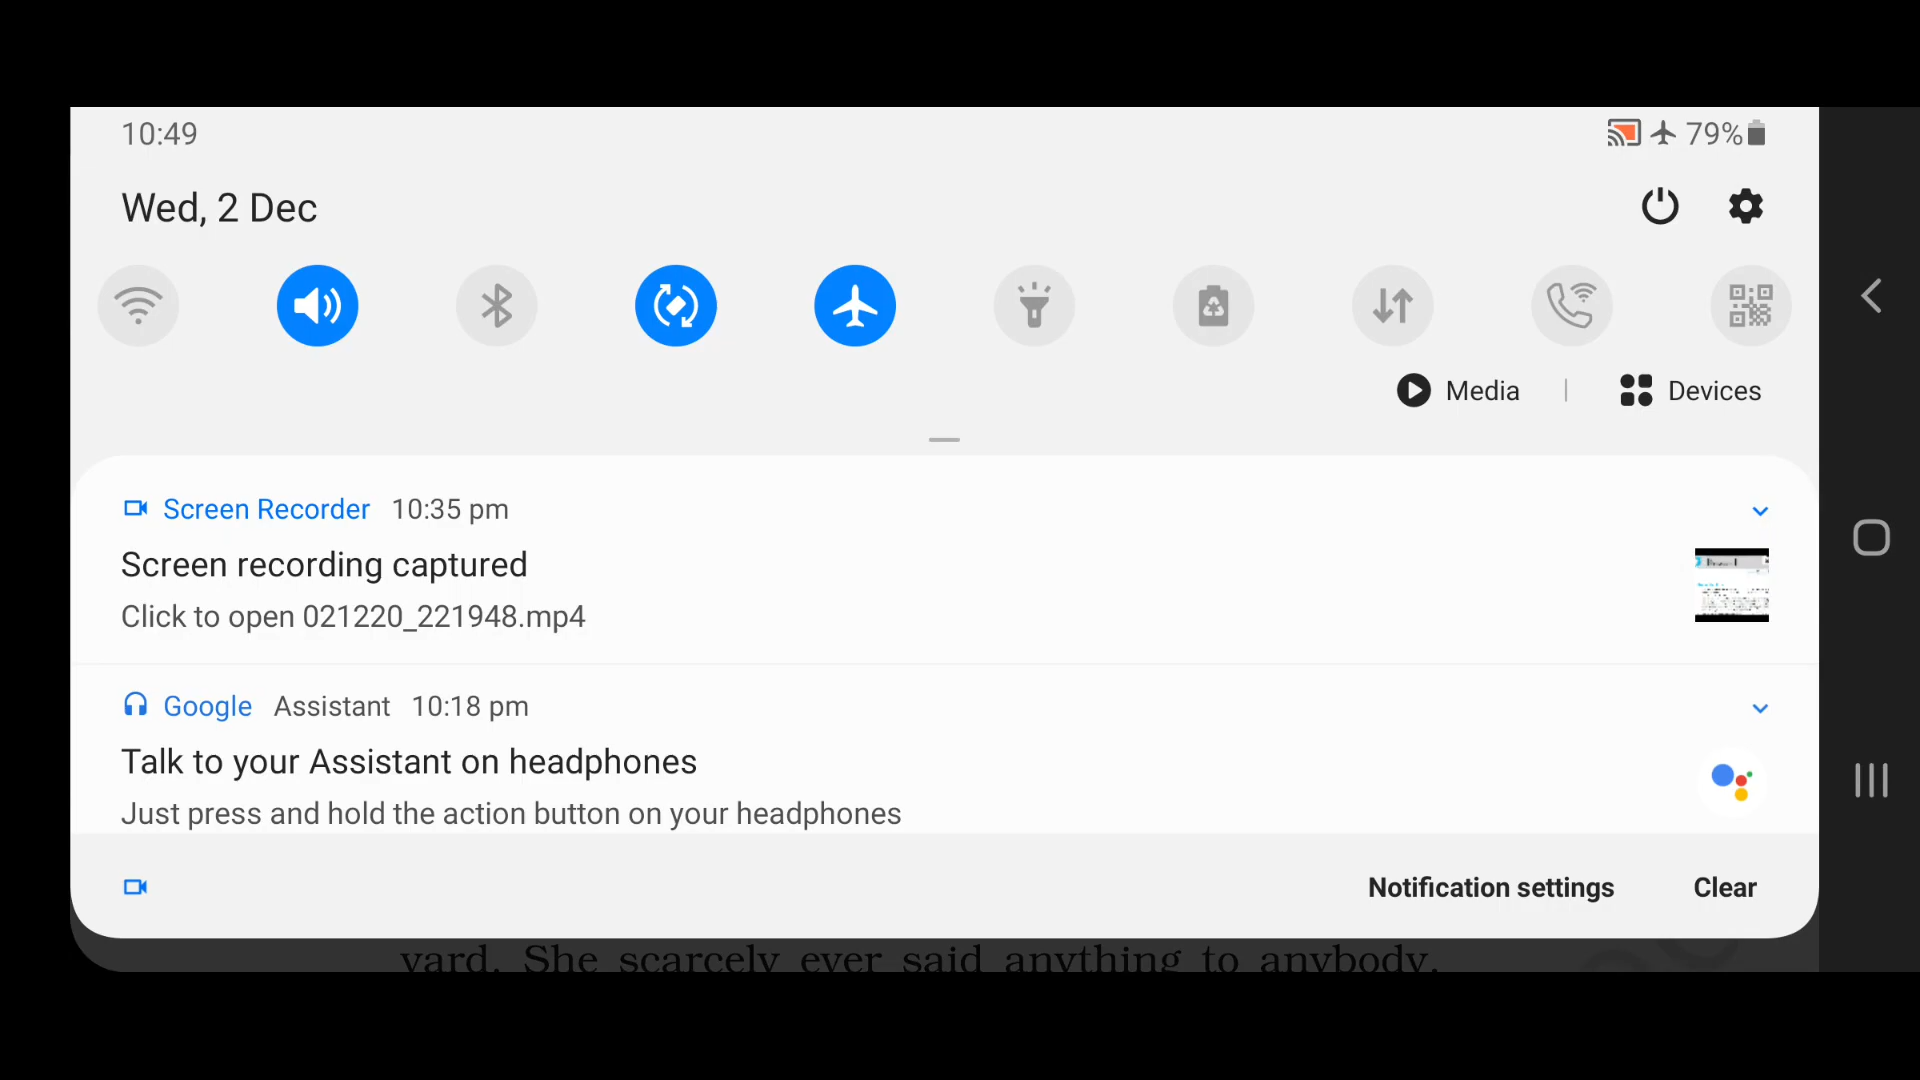 10:49
79%
Wed, 2 Dec
Media | Devices
Screen Recorder 10:35 pm
Screen recording captured
Click to open 021220_221948.mp4
Google Assistant 10:18 pm
Talk to your Assistant on headphones
Just press and hold the action button on your headphones
Notification settings Clear
yard. She scarcely ever said anything to anybody.